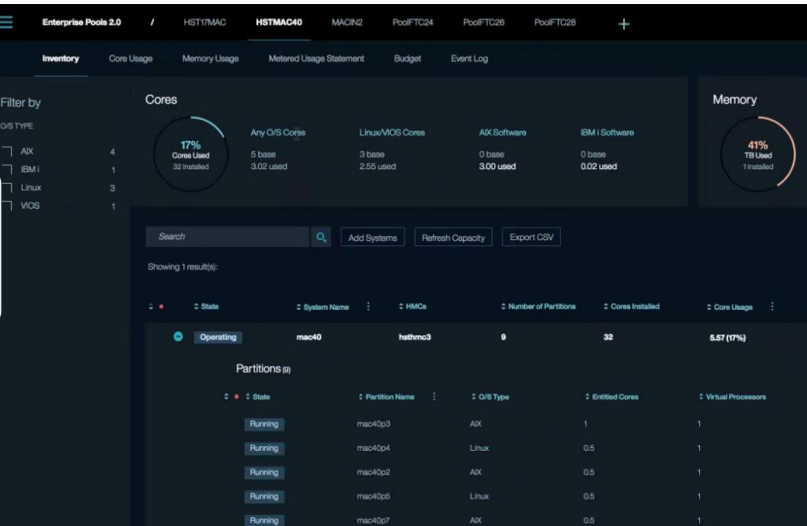 Enterprise Pools 2.0 / HST17MAC HSTMAC40 MACIN2 PoolFTC24 PoolFTC26 PoolFTC28 +
Inventory Core Usage Memory Usage Metered Usage Statement Budget Event Log
Filter by
O/S TYPE
AIX 4
IBM i 1
Linux 3
VIOS 1
Cores
17%
Cores Used
32 Installed
Any O/S Cores
5 base
3.02 used
Linux/VIOS Cores
3 base
2.55 used
AIX Software
0 base
3.00 used
IBM i Software
0 base
0.02 used
Memory
41%
TB Used
1 Installed
Search Add Systems Refresh Capacity Export CSV
Showing 1 result(s):
State System Name HMCs Number of Partitions Cores Installed Core Usage
Operating mac40 hsthmc3 9 32 5.57 (17%)
Partitions (9)
State Partition Name O/S Type Entitled Cores Virtual Processors
Running mac40p3 AIX 1 1
Running mac40p4 Linux 0.5 1
Running mac40p2 AIX 0.5 1
Running mac40p5 Linux 0.5 1
Running mac40p7 AIX 0.5 1